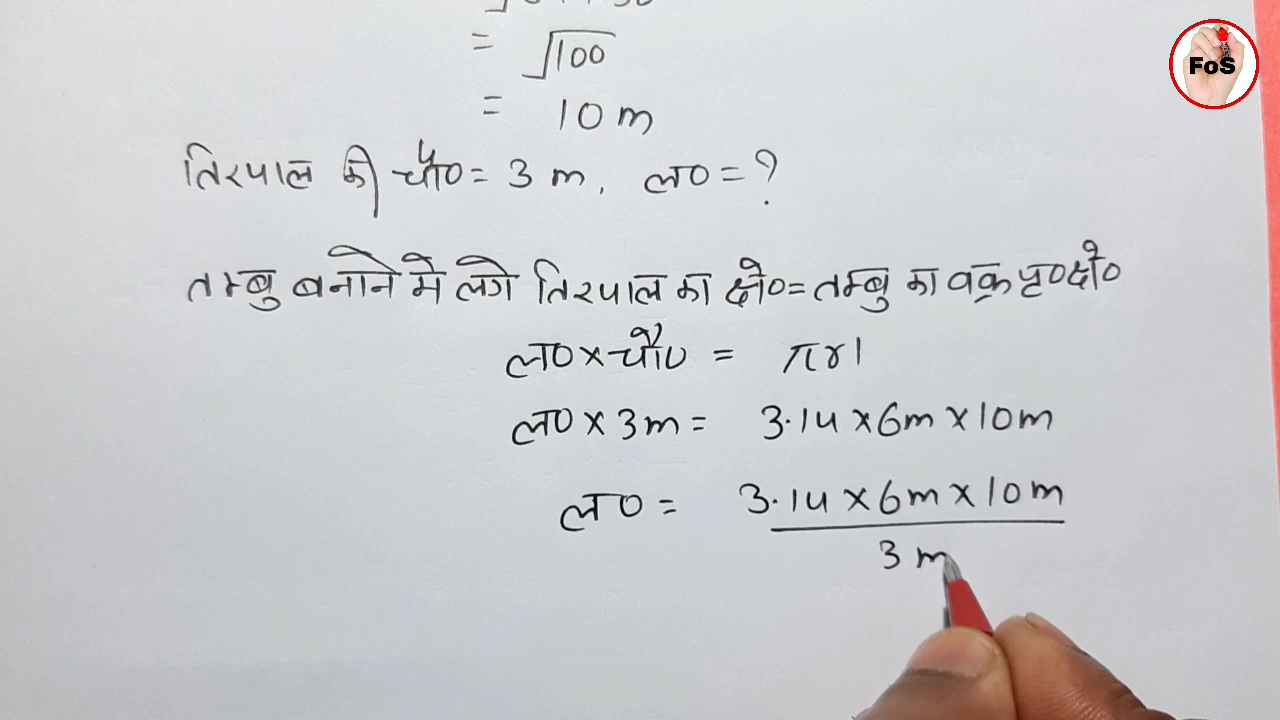 = √100
= 10 m
तिरपाल की चौ० = 3 m, ल० = ?
तम्बु बनाने में लगे तिरपाल का क्षे० = तम्बु का वक्र पृ०क्षे०
ल० × चौ० = πrl
ल० × 3m = 3.14 × 6m × 10m
ल० = 3.14 × 6m × 10m
3 m
FoS